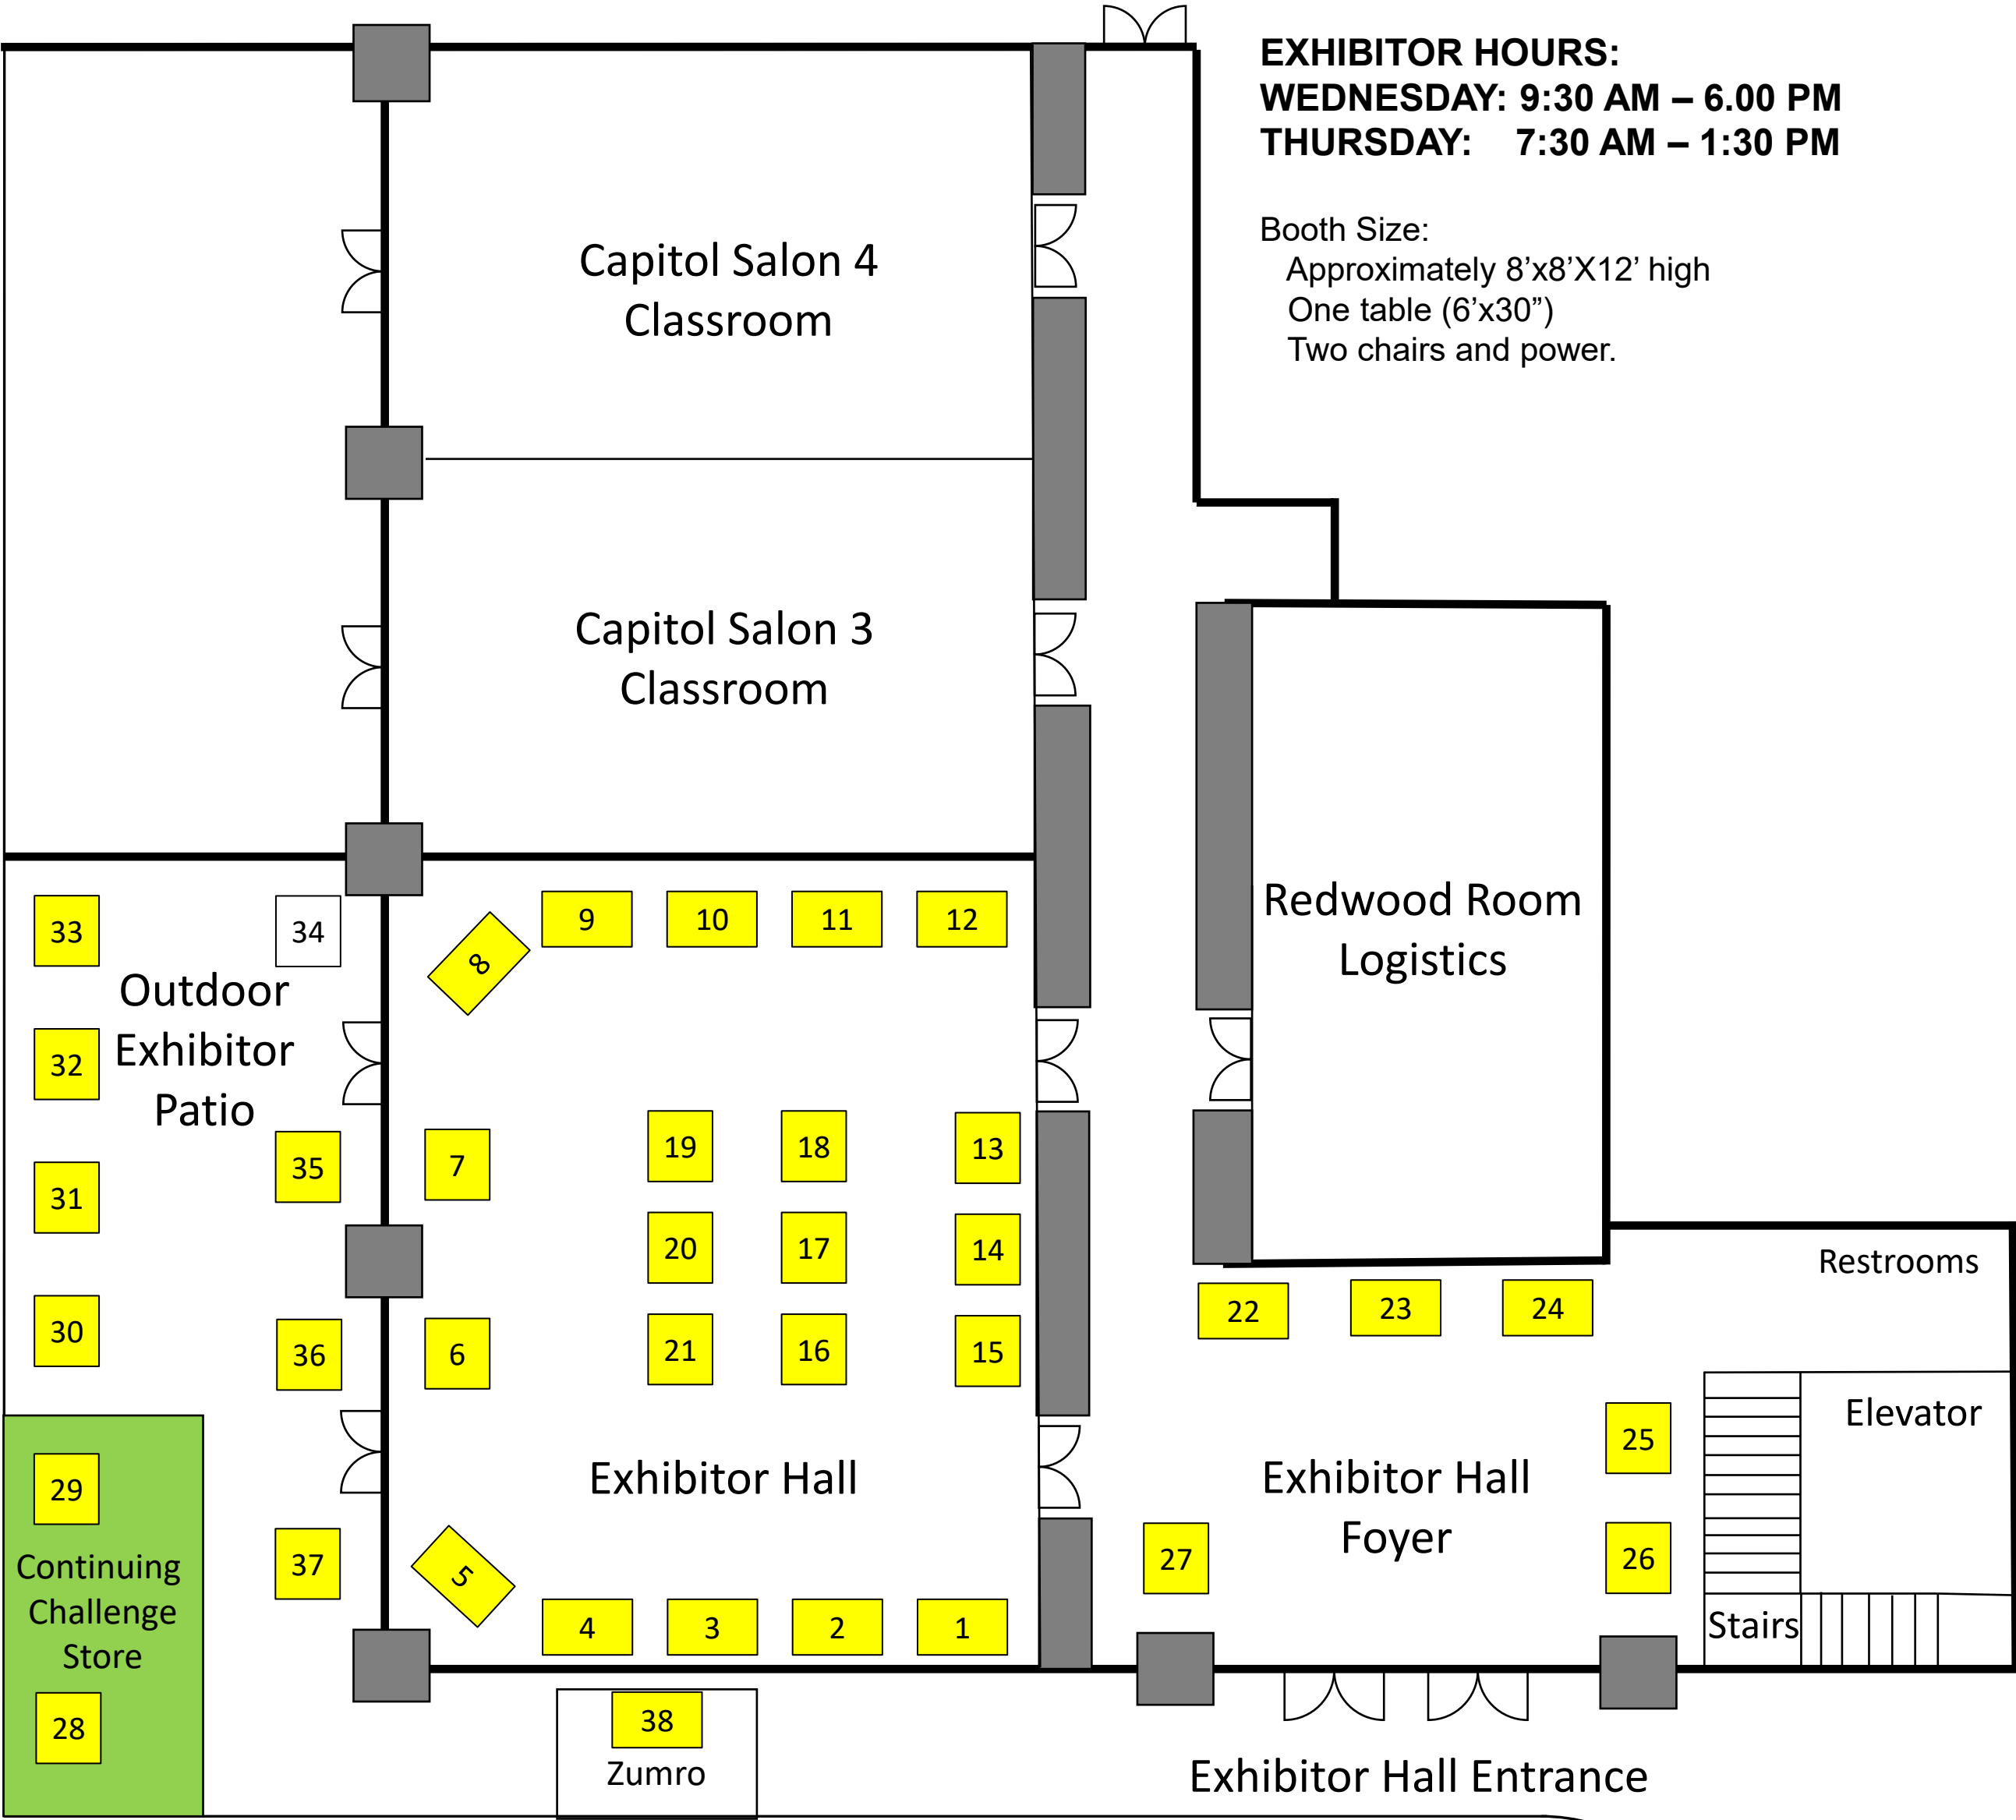 EXHIBITOR HOURS:
WEDNESDAY: 9:30 AM – 6.00 PM
THURSDAY: 7:30 AM – 1:30 PM
Booth Size:
Approximately 8’x8’X12’ high
One table (6’x30”)
Two chairs and power.
Capitol Salon 4
Classroom
Capitol Salon 3
Classroom
Redwood Room
Logistics
33
34
8
9
10
11
12
Outdoor
Exhibitor
Patio
32
31
30
35
36
37
7
6
5
19
18
13
20
17
14
21
16
15
22
23
24
Restrooms
Elevator
25
26
Stairs
Exhibitor Hall
Exhibitor Hall
Foyer
27
29
Continuing
Challenge
Store
28
4
3
2
1
38
Zumro
Exhibitor Hall Entrance